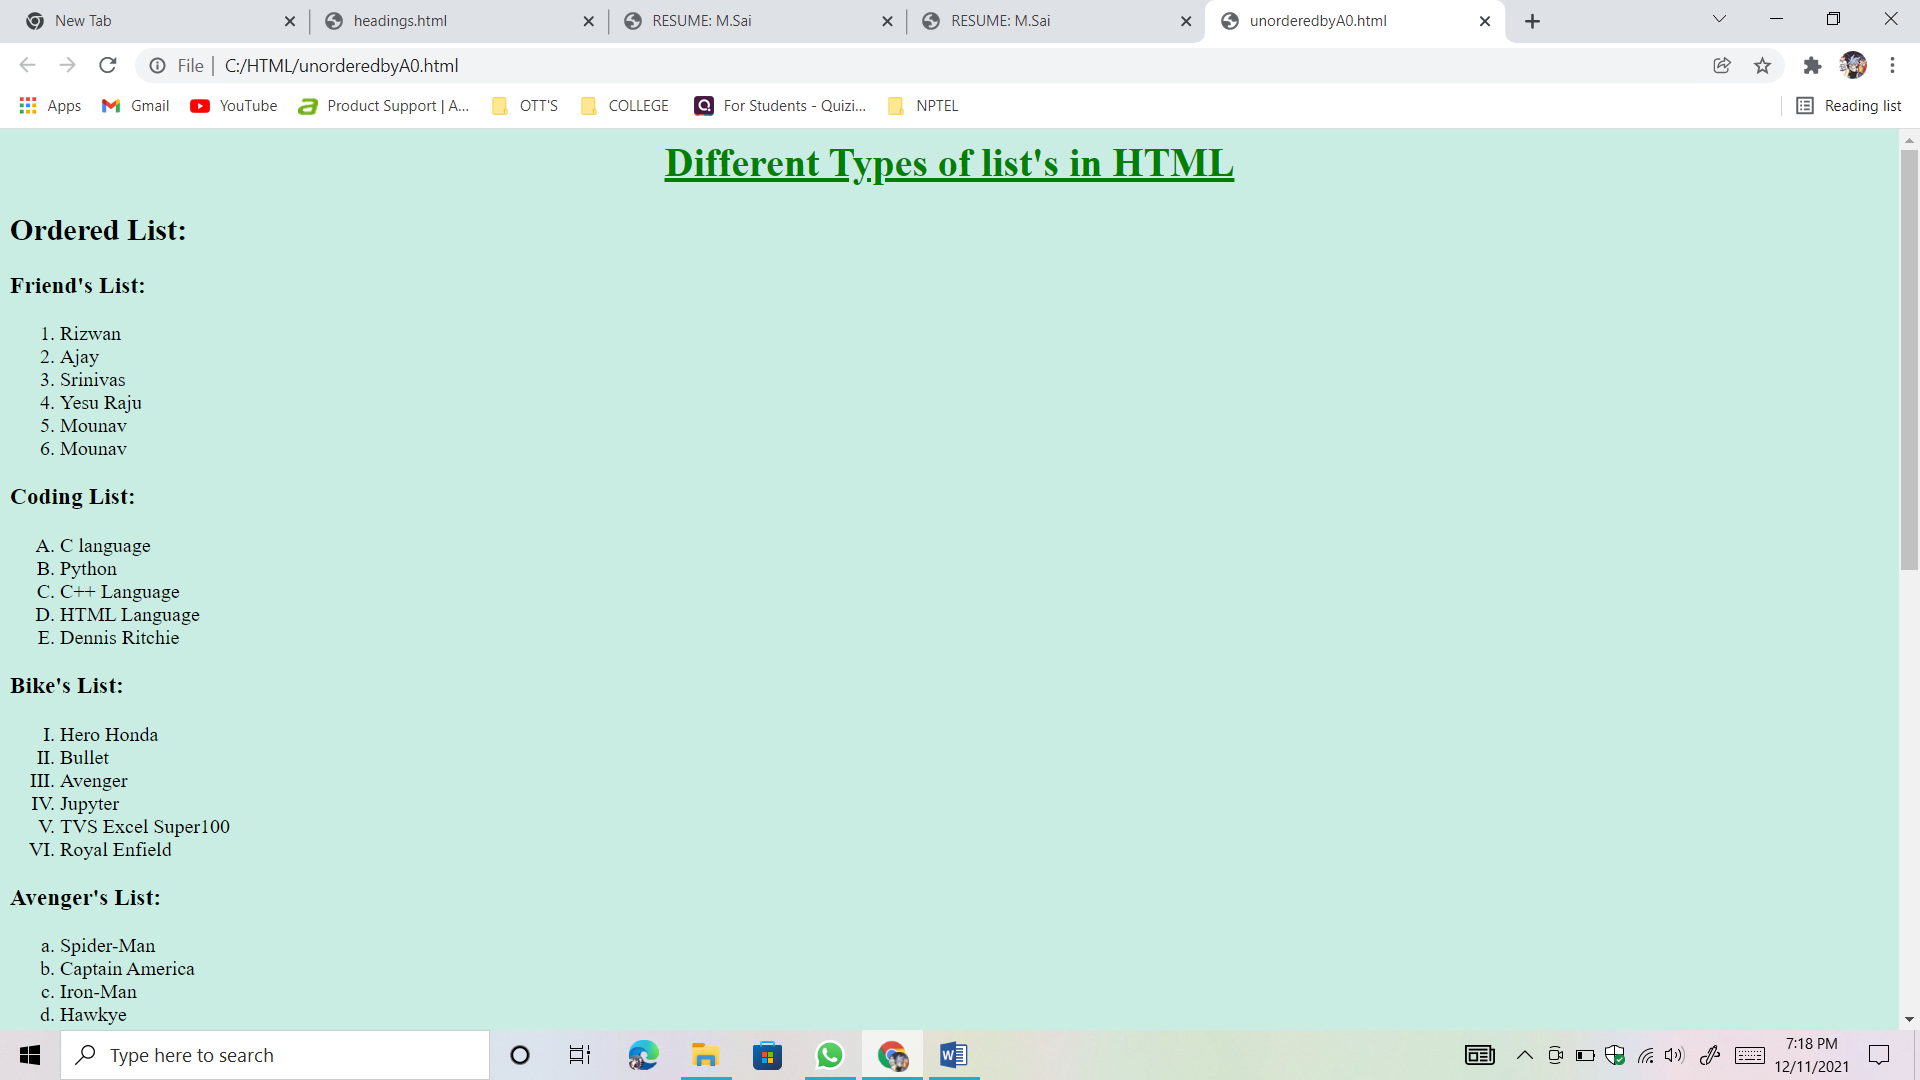 New Tab
headings.html
RESUME: M.Sai
RESUME: M.Sai
unorderedbyA0.html
File | C:/HTML/unorderedbyA0.html
Apps
Gmail
YouTube
Product Support | A...
OTT'S
COLLEGE
For Students - Quizi...
NPTEL
Reading list
Different Types of list's in HTML
Ordered List:
Friend's List:
1. Rizwan
2. Ajay
3. Srinivas
4. Yesu Raju
5. Mounav
6. Mounav
Coding List:
A. C language
B. Python
C. C++ Language
D. HTML Language
E. Dennis Ritchie
Bike's List:
I. Hero Honda
II. Bullet
III. Avenger
IV. Jupyter
V. TVS Excel Super100
VI. Royal Enfield
Avenger's List:
a. Spider-Man
b. Captain America
c. Iron-Man
d. Hawkye
Type here to search
7:18 PM
12/11/2021